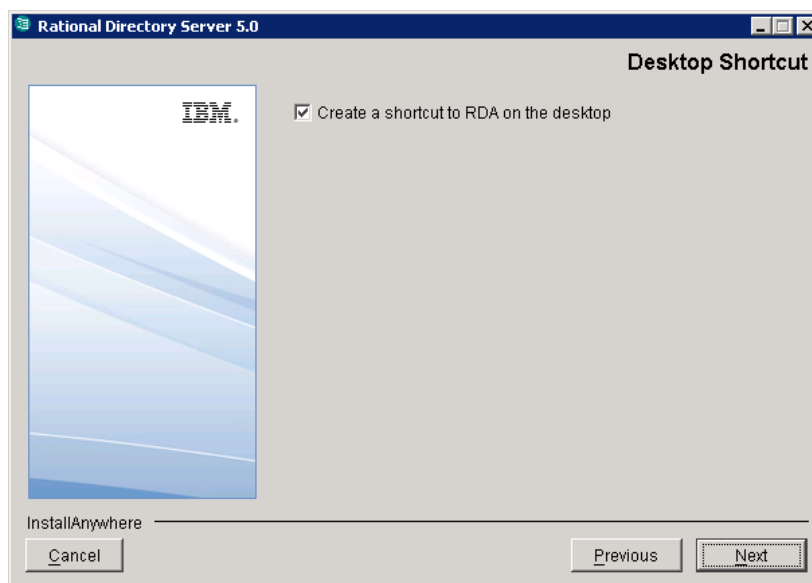 Rational Directory Server 5.0
Desktop Shortcut
IBM®
Create a shortcut to RDA on the desktop
InstallAnywhere
Cancel
Previous
Next